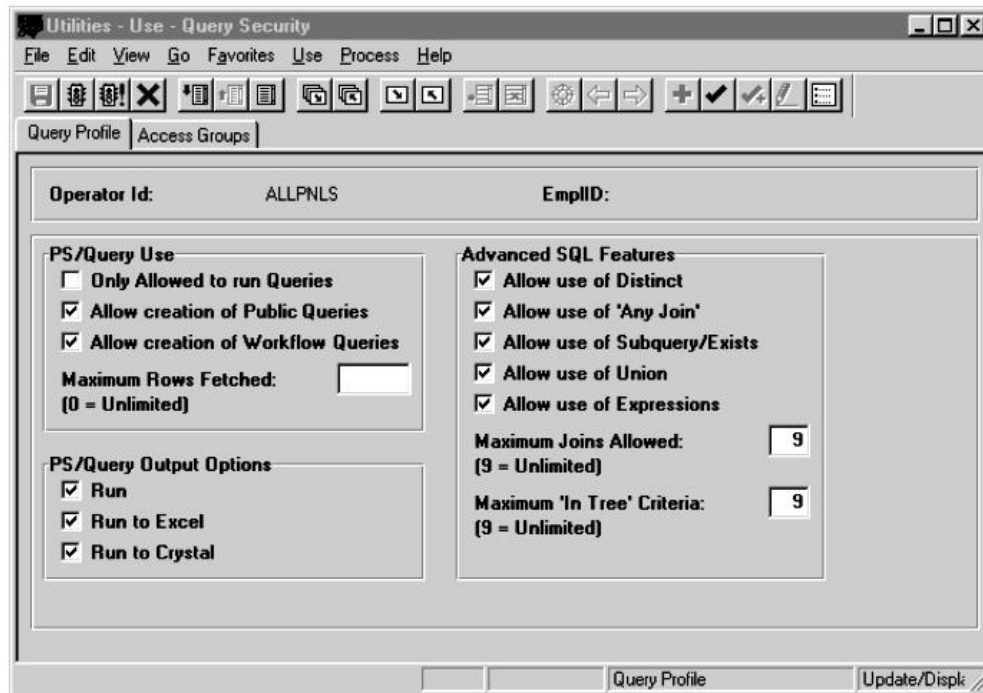 Utilities - Use - Query Security
File Edit View Go Favorites Use Process Help
Query Profile Access Groups
Operator Id: ALLPNLS EmplID:
PS/Query Use
Only Allowed to run Queries
Allow creation of Public Queries
Allow creation of Workflow Queries
Maximum Rows Fetched:
(0 = Unlimited)
PS/Query Output Options
Run
Run to Excel
Run to Crystal
Advanced SQL Features
Allow use of Distinct
Allow use of 'Any Join'
Allow use of Subquery/Exists
Allow use of Union
Allow use of Expressions
Maximum Joins Allowed: 9
(9 = Unlimited)
Maximum 'In Tree' Criteria: 9
(9 = Unlimited)
Query Profile Update/Displa